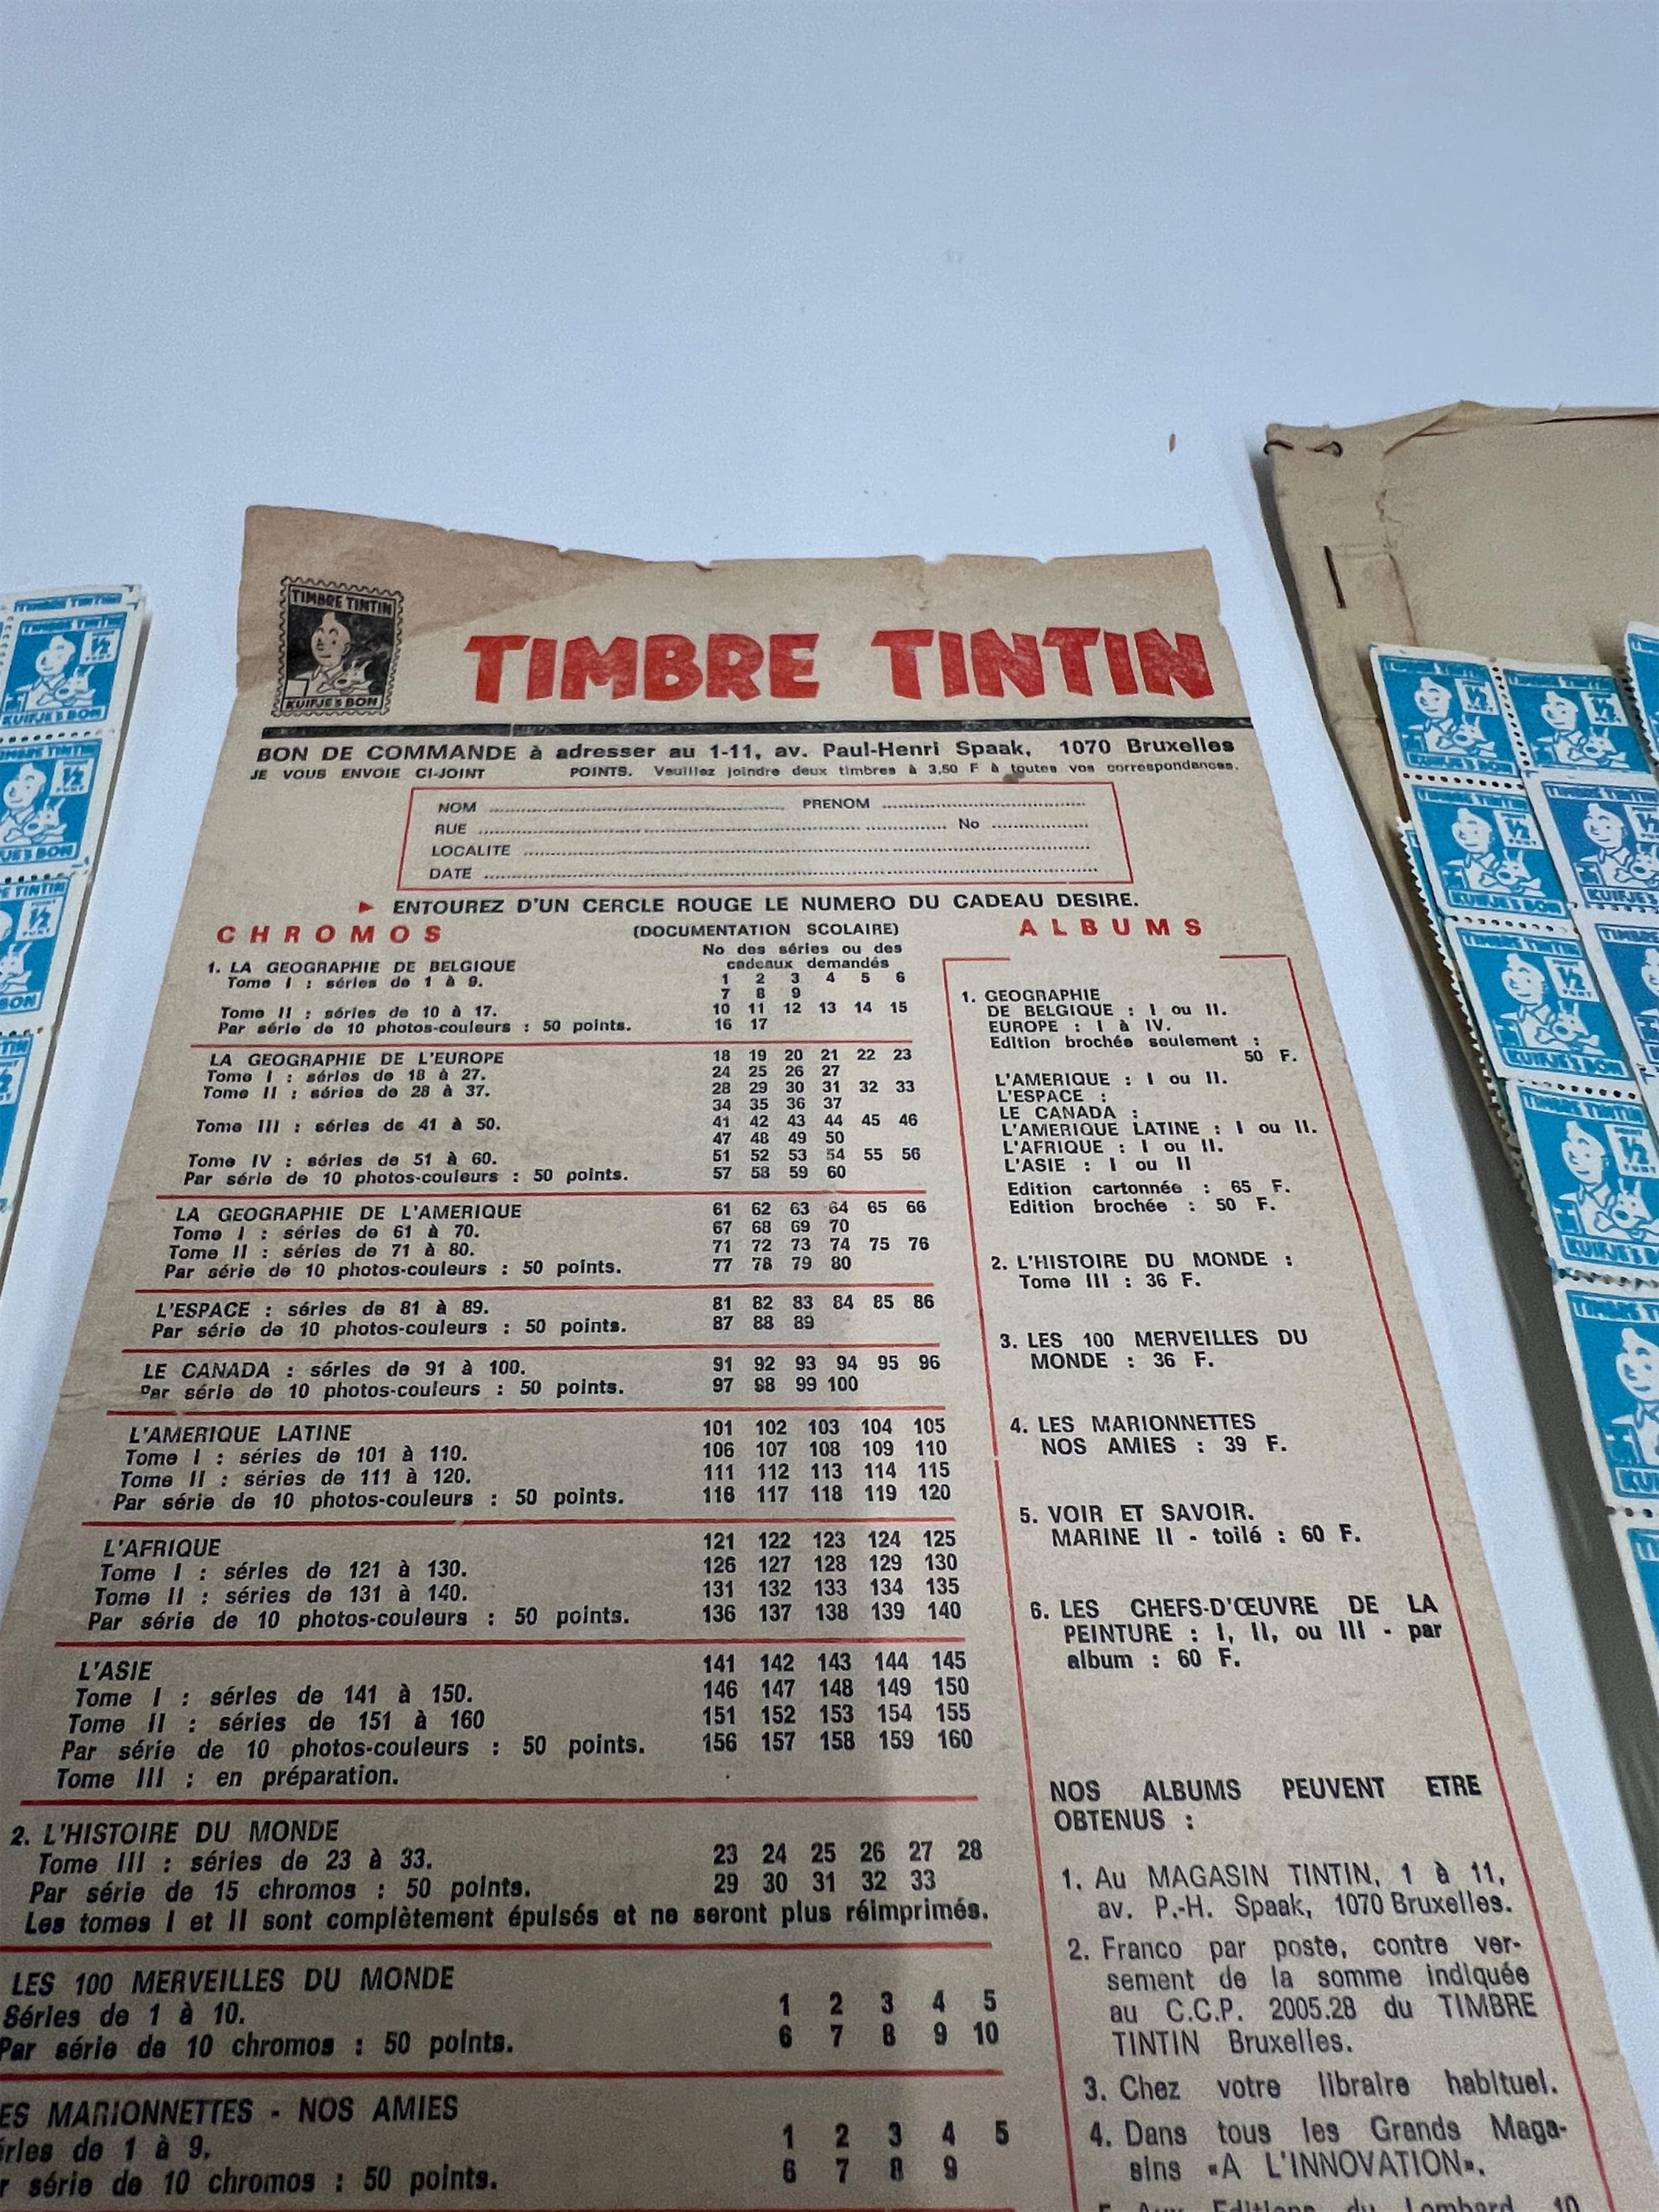 TIMBRE TINTIN
KUIFJE'S BON
TIMBRE TINTIN
BON DE COMMANDE à adresser au 1-11, av. Paul-Henri Spaak, 1070 Bruxelles
JE VOUS ENVOIE CI-JOINT POINTS. Veuillez joindre deux timbres à 3,50 F à toutes vos correspondances.
NOM PRENOM
RUE No
LOCALITE
DATE
► ENTOUREZ D'UN CERCLE ROUGE LE NUMERO DU CADEAU DESIRE.
CHROMOS
(DOCUMENTATION SCOLAIRE)
No des séries ou des
cadeaux demandés
1. LA GEOGRAPHIE DE BELGIQUE
Tome I : séries de 1 à 9. 1 2 3 4 5 6
7 8 9
Tome II : séries de 10 à 17. 10 11 12 13 14 15
Par série de 10 photos-couleurs : 50 points. 16 17
LA GEOGRAPHIE DE L'EUROPE 18 19 20 21 22 23
Tome I : séries de 18 à 27. 24 25 26 27
Tome II : séries de 28 à 37. 28 29 30 31 32 33
34 35 36 37
Tome III : séries de 41 à 50. 41 42 43 44 45 46
47 48 49 50
Tome IV : séries de 51 à 60. 51 52 53 54 55 56
Par série de 10 photos-couleurs : 50 points. 57 58 59 60
LA GEOGRAPHIE DE L'AMERIQUE 61 62 63 64 65 66
Tome I : séries de 61 à 70. 67 68 69 70
Tome II : séries de 71 à 80. 71 72 73 74 75 76
Par série de 10 photos-couleurs : 50 points. 77 78 79 80
L'ESPACE : séries de 81 à 89. 81 82 83 84 85 86
Par série de 10 photos-couleurs : 50 points. 87 88 89
LE CANADA : séries de 91 à 100. 91 92 93 94 95 96
Par série de 10 photos-couleurs : 50 points. 97 98 99 100
L'AMERIQUE LATINE 101 102 103 104 105
Tome I : séries de 101 à 110. 106 107 108 109 110
Tome II : séries de 111 à 120. 111 112 113 114 115
Par série de 10 photos-couleurs : 50 points. 116 117 118 119 120
L'AFRIQUE 121 122 123 124 125
Tome I : séries de 121 à 130. 126 127 128 129 130
Tome II : séries de 131 à 140. 131 132 133 134 135
Par série de 10 photos-couleurs : 50 points. 136 137 138 139 140
L'ASIE 141 142 143 144 145
Tome I : séries de 141 à 150. 146 147 148 149 150
Tome II : séries de 151 à 160 151 152 153 154 155
Par série de 10 photos-couleurs : 50 points. 156 157 158 159 160
Tome III : en préparation.
2. L'HISTOIRE DU MONDE
Tome III : séries de 23 à 33. 23 24 25 26 27 28
Par série de 15 chromos : 50 points. 29 30 31 32 33
Les tomes I et II sont complètement épuisés et ne seront plus réimprimés.
LES 100 MERVEILLES DU MONDE
Séries de 1 à 10. 1 2 3 4 5
Par série de 10 chromos : 50 points. 6 7 8 9 10
ES MARIONNETTES - NOS AMIES
ries de 1 à 9. 1 2 3 4 5
r série de 10 chromos : 50 points. 6 7 8 9
ALBUMS
1. GEOGRAPHIE
DE BELGIQUE : I ou II.
EUROPE : I à IV.
Edition brochée seulement :
50 F.
L'AMERIQUE : I ou II.
L'ESPACE :
LE CANADA :
L'AMERIQUE LATINE : I ou II.
L'AFRIQUE : I ou II.
L'ASIE : I ou II
Edition cartonnée : 65 F.
Edition brochée : 50 F.
2. L'HISTOIRE DU MONDE :
Tome III : 36 F.
3. LES 100 MERVEILLES DU
MONDE : 36 F.
4. LES MARIONNETTES
NOS AMIES : 39 F.
5. VOIR ET SAVOIR.
MARINE II - toilé : 60 F.
6. LES CHEFS-D'ŒUVRE DE LA
PEINTURE : I, II, ou III - par
album : 60 F.
NOS ALBUMS PEUVENT ETRE
OBTENUS :
1. Au MAGASIN TINTIN, 1 à 11,
av. P.-H. Spaak, 1070 Bruxelles.
2. Franco par poste, contre ver-
sement de la somme indiquée
au C.C.P. 2005.28 du TIMBRE
TINTIN Bruxelles.
3. Chez votre libraire habituel.
4. Dans tous les Grands Maga-
sins «A L'INNOVATION».
5. Aux Editions du Lombard 10
TIMBRE TINTIN
1/2
KUIFJE'S BON
TIMBRE TINTIN
1/2
KUIFJE'S BON
TIMBRE TINTIN
1/2
PUNT
KUIFJE'S BON